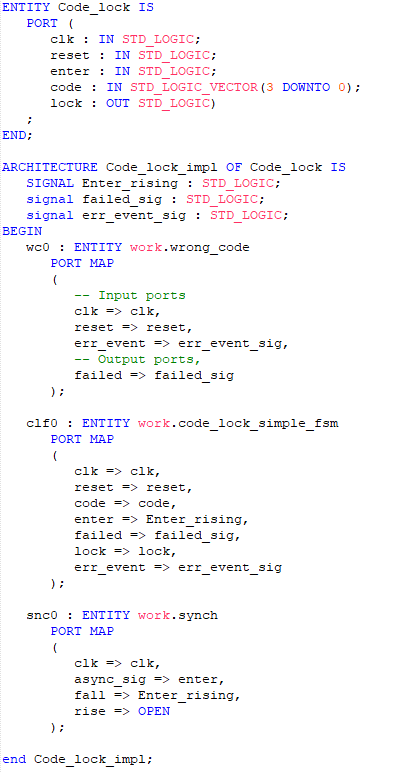 ENTITY Code_lock IS
PORT (
clk : IN STD_LOGIC;
reset : IN STD_LOGIC;
enter : IN STD_LOGIC;
code : IN STD_LOGIC_VECTOR(3 DOWNTO 0);
lock : OUT STD_LOGIC)
;
END;

ARCHITECTURE Code_lock_impl OF Code_lock IS
SIGNAL Enter_rising : STD_LOGIC;
signal failed_sig : STD_LOGIC;
signal err_event_sig : STD_LOGIC;
BEGIN
wc0 : ENTITY work.wrong_code
PORT MAP
(
-- Input ports
clk => clk,
reset => reset,
err_event => err_event_sig,
-- Output ports,
failed => failed_sig
);

clf0 : ENTITY work.code_lock_simple_fsm
PORT MAP
(
clk => clk,
reset => reset,
code => code,
enter => Enter_rising,
failed => failed_sig,
lock => lock,
err_event => err_event_sig
);

snc0 : ENTITY work.synch
PORT MAP
(
clk => clk,
async_sig => enter,
fall => Enter_rising,
rise => OPEN
);

end Code_lock_impl;